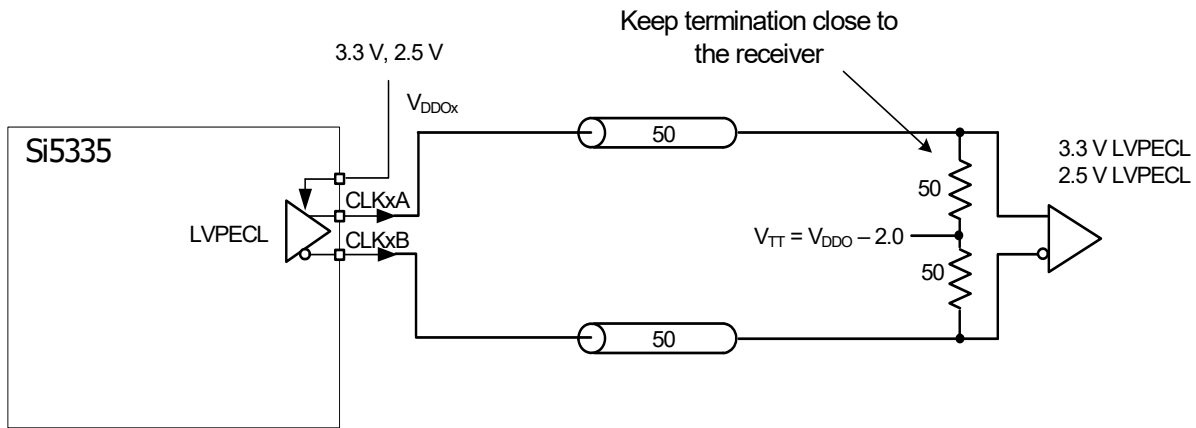 Keep termination close to
the receiver
3.3 V, 2.5 V
VDDOx
50
Si5335
3.3 V LVPECL
2.5 V LVPECL
50
CLKxA
LVPECL
VTT = VDDO – 2.0
CLKxB
50
50